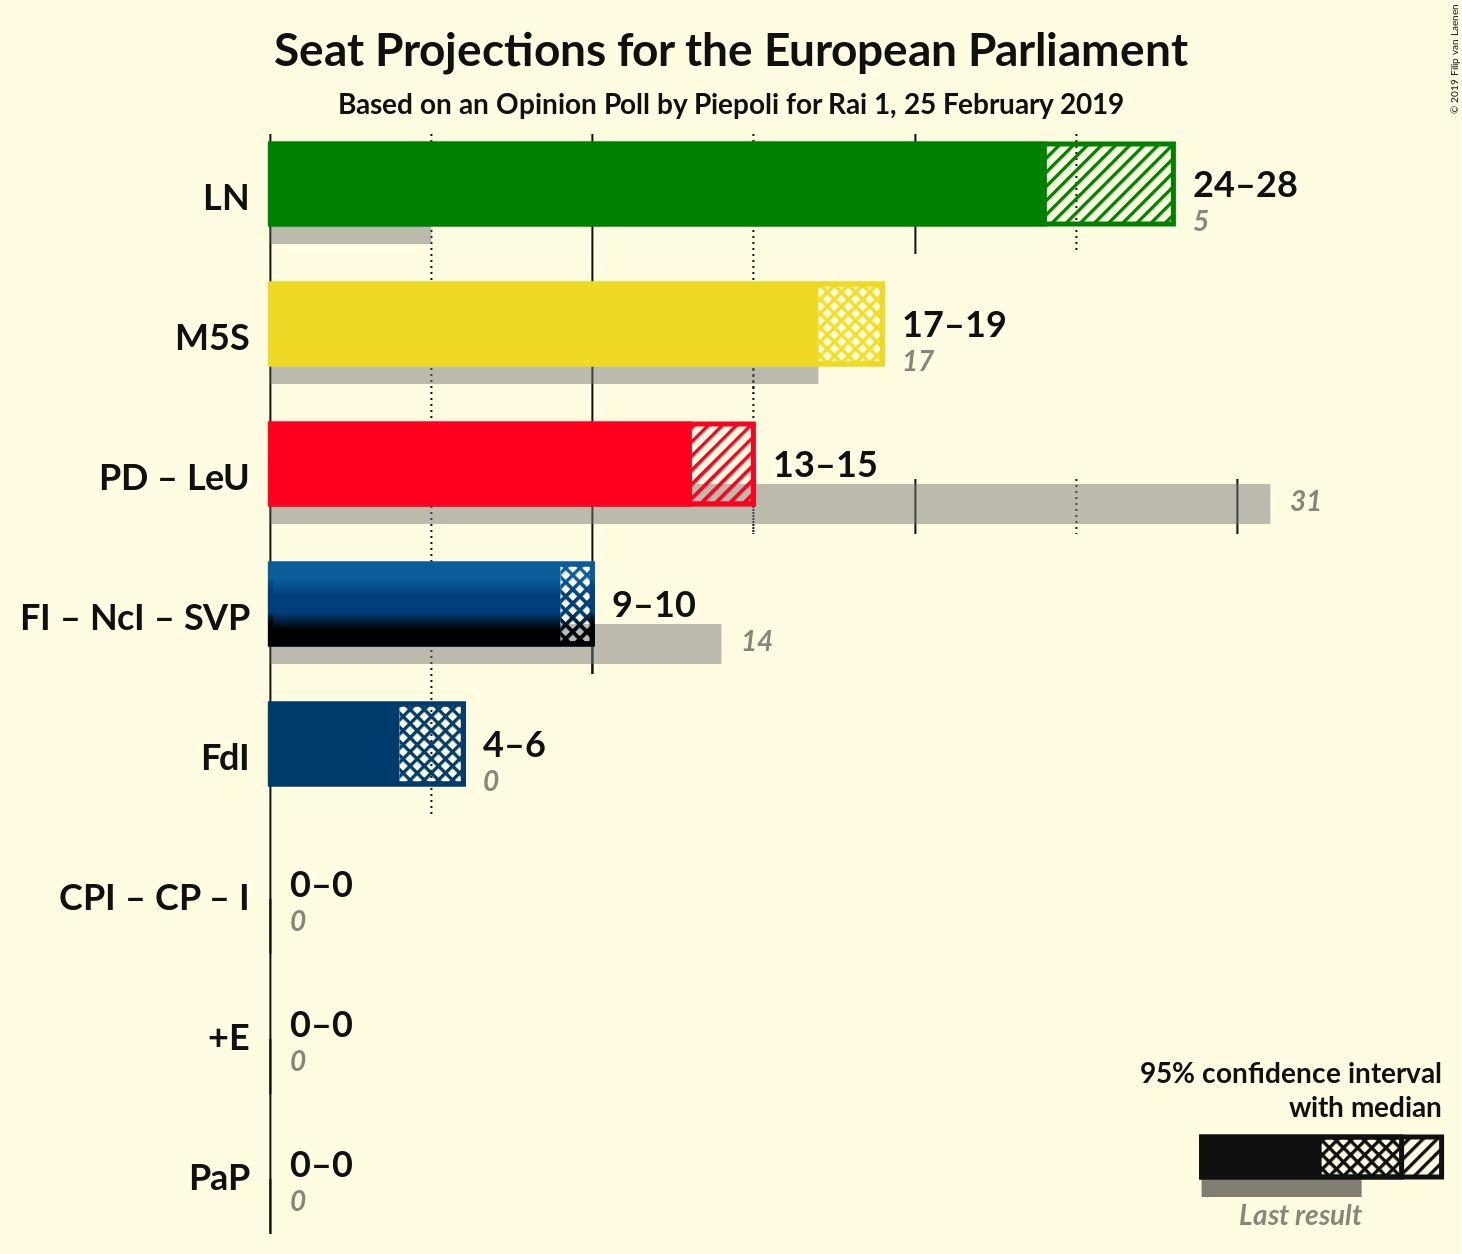 Seat Projections for the European Parliament
Based on an Opinion Poll by Piepoli for Rai 1, 25 February 2019
© 2019 Filip van Laenen
LN
24–28
5
M5S
17–19
17
PD – LeU
13–15
31
FI – NcI – SVP
9–10
14
FdI
4–6
0
CPI – CP – I
0–0
0
+E
0–0
0
PaP
0–0
0
95% confidence interval
with median
Last result